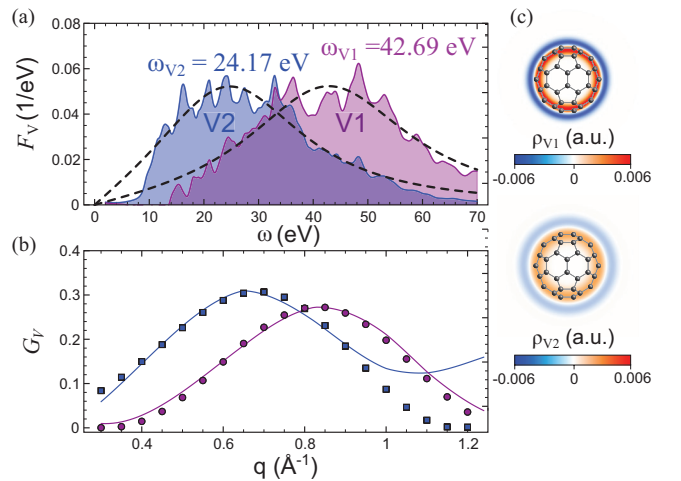 (a)
0.08
0.06
0.04
0.02
0
F_V (1/eV)
ω_V2 = 24.17 eV
ω_V1 =42.69 eV
V2
V1
0 10 20 30 40 50 60 70
ω (eV)
(b)
0.4
0.3
0.2
0.1
0
G_V
0.4 0.6 0.8 1 1.2
q (Å⁻¹)
(c)
ρ_V1 (a.u.)
-0.006 0 0.006
ρ_V2 (a.u.)
-0.006 0 0.006